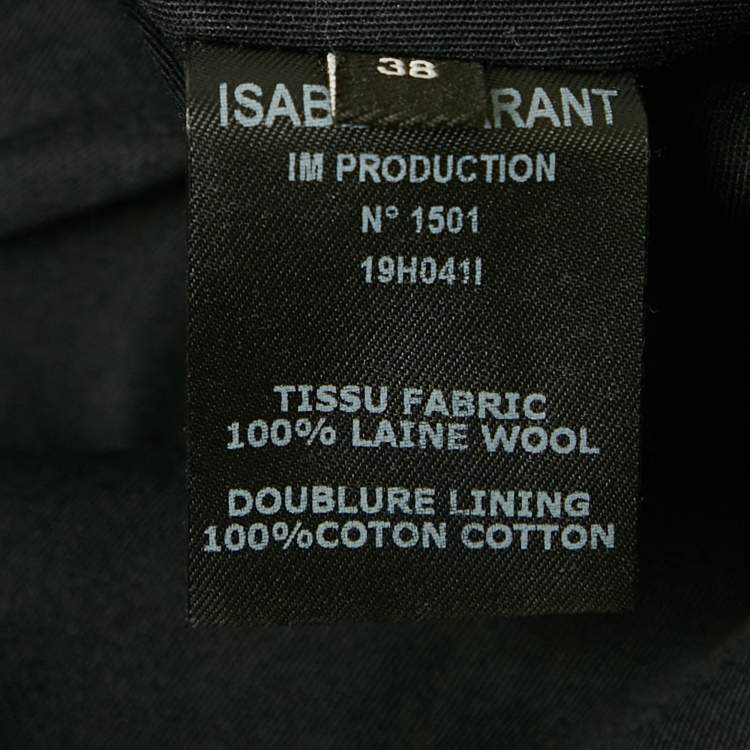 38
ISAB RANT
IM PRODUCTION
N° 1501
19H041I
TISSU FABRIC
100% LAINE WOOL
DOUBLURE LINING
100%COTON COTTON